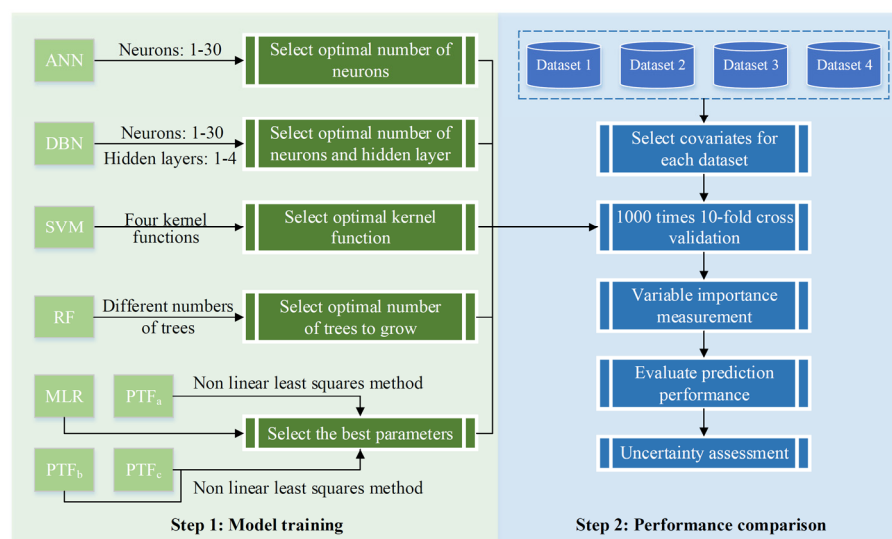 ANN
Neurons: 1-30
Select optimal number of
neurons
DBN
Neurons: 1-30
Hidden layers: 1-4
Select optimal number of
neurons and hidden layer
SVM
Four kernel
functions
Select optimal kernel
function
RF
Different numbers
of trees
Select optimal number
of trees to grow
MLR
PTFa
Non linear least squares method
Select the best parameters
PTFb
PTFc
Non linear least squares method
Step 1: Model training
Dataset 1
Dataset 2
Dataset 3
Dataset 4
Select covariates for
each dataset
1000 times 10-fold cross
validation
Variable importance
measurement
Evaluate prediction
performance
Uncertainty assessment
Step 2: Performance comparison